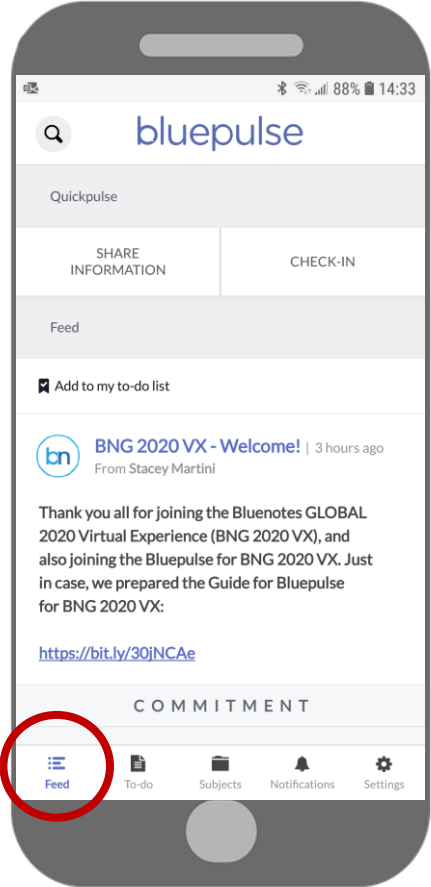 88% 14:33
bluepulse
Quickpulse
SHARE
INFORMATION
CHECK-IN
Feed
Add to my to-do list
bn
BNG 2020 VX - Welcome! | 3 hours ago
From Stacey Martini
Thank you all for joining the Bluenotes GLOBAL
2020 Virtual Experience (BNG 2020 VX), and
also joining the Bluepulse for BNG 2020 VX. Just
in case, we prepared the Guide for Bluepulse
for BNG 2020 VX:
https://bit.ly/30jNCAe
COMMITMENT
Feed To-do Subjects Notifications Settings